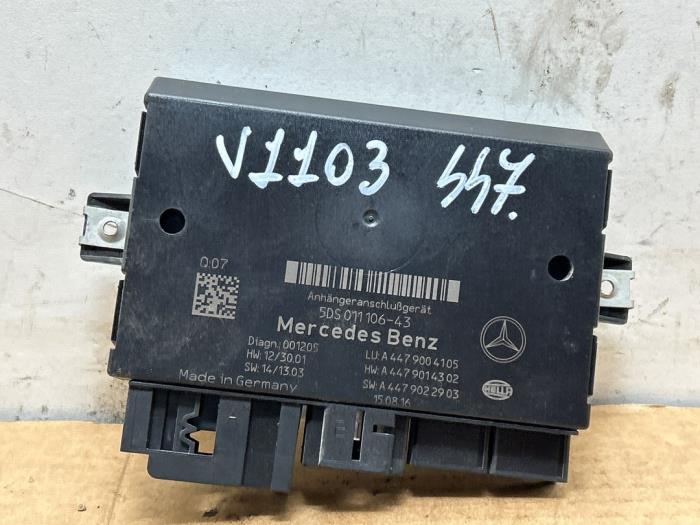 V1103 447.
Q07
Anhängeranschlußgerät
5DS 011 106-43
Mercedes Benz
Diagn.: 001205
HW: 12/30.01
SW: 14/13.03
Made in Germany
LU: A 447 900 41 05
HW: A 447 901 43 02
SW: A 447 902 29 03
15.08.16
HELLA